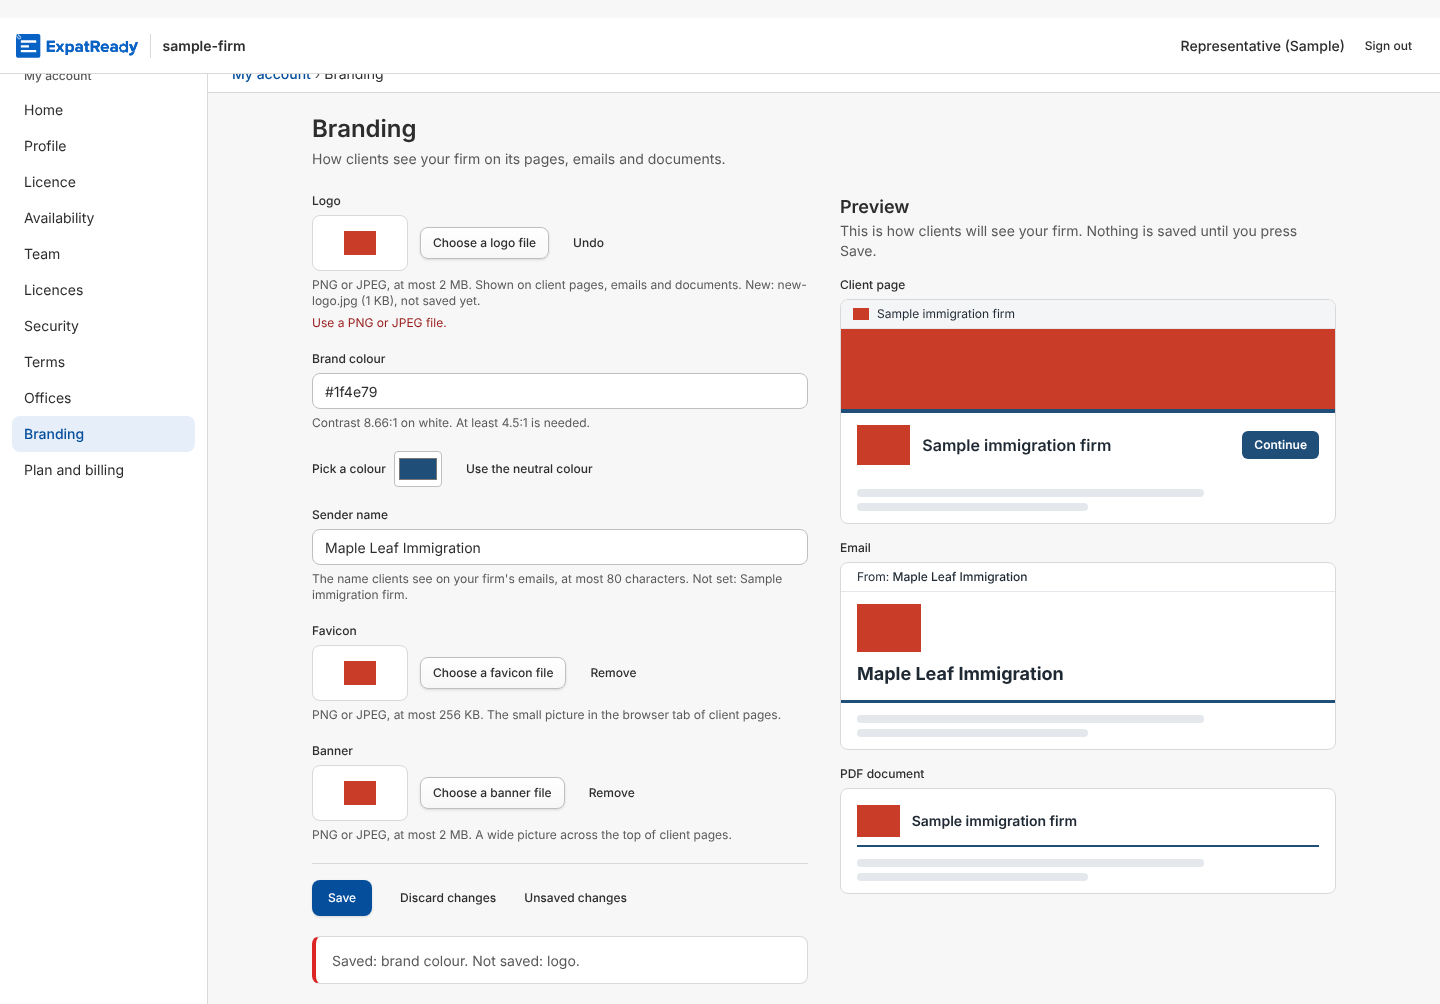 ExpatReady
sample-firm
Representative (Sample)
Sign out
My account
Home
Profile
Licence
Availability
Team
Licences
Security
Terms
Offices
Branding
Plan and billing
My account › Branding
Branding
How clients see your firm on its pages, emails and documents.
Logo
Choose a logo file
Undo
PNG or JPEG, at most 2 MB. Shown on client pages, emails and documents. New: new-
logo.jpg (1 KB), not saved yet.
Use a PNG or JPEG file.
Brand colour
#1f4e79
Contrast 8.66:1 on white. At least 4.5:1 is needed.
Pick a colour
Use the neutral colour
Sender name
Maple Leaf Immigration
The name clients see on your firm's emails, at most 80 characters. Not set: Sample
immigration firm.
Favicon
Choose a favicon file
Remove
PNG or JPEG, at most 256 KB. The small picture in the browser tab of client pages.
Banner
Choose a banner file
Remove
PNG or JPEG, at most 2 MB. A wide picture across the top of client pages.
Save
Discard changes
Unsaved changes
Saved: brand colour. Not saved: logo.
Preview
This is how clients will see your firm. Nothing is saved until you press
Save.
Client page
Sample immigration firm
Sample immigration firm
Continue
Email
From: Maple Leaf Immigration
Maple Leaf Immigration
PDF document
Sample immigration firm